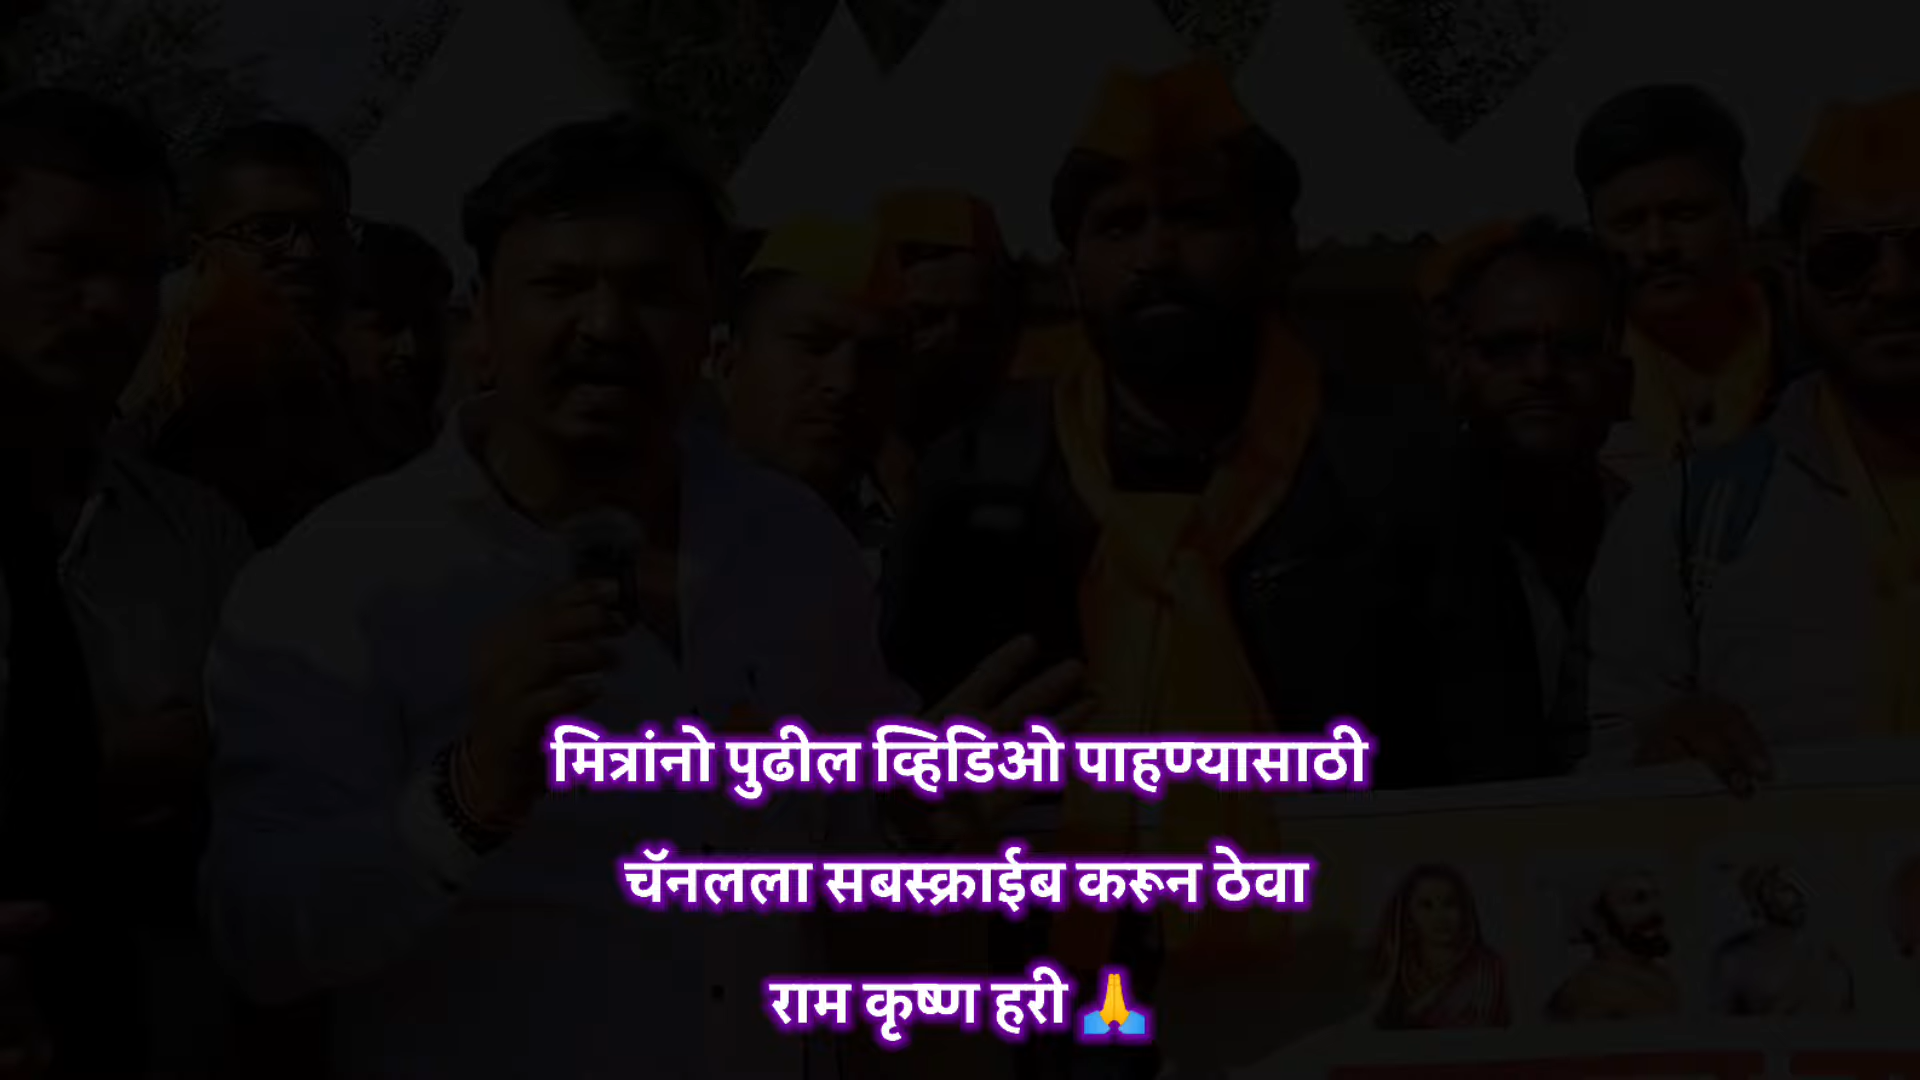 मित्रांनो पुढील व्हिडिओ पाहण्यासाठी
चॅनलला सबस्क्राईब करून ठेवा
राम कृष्ण हरी 🙏